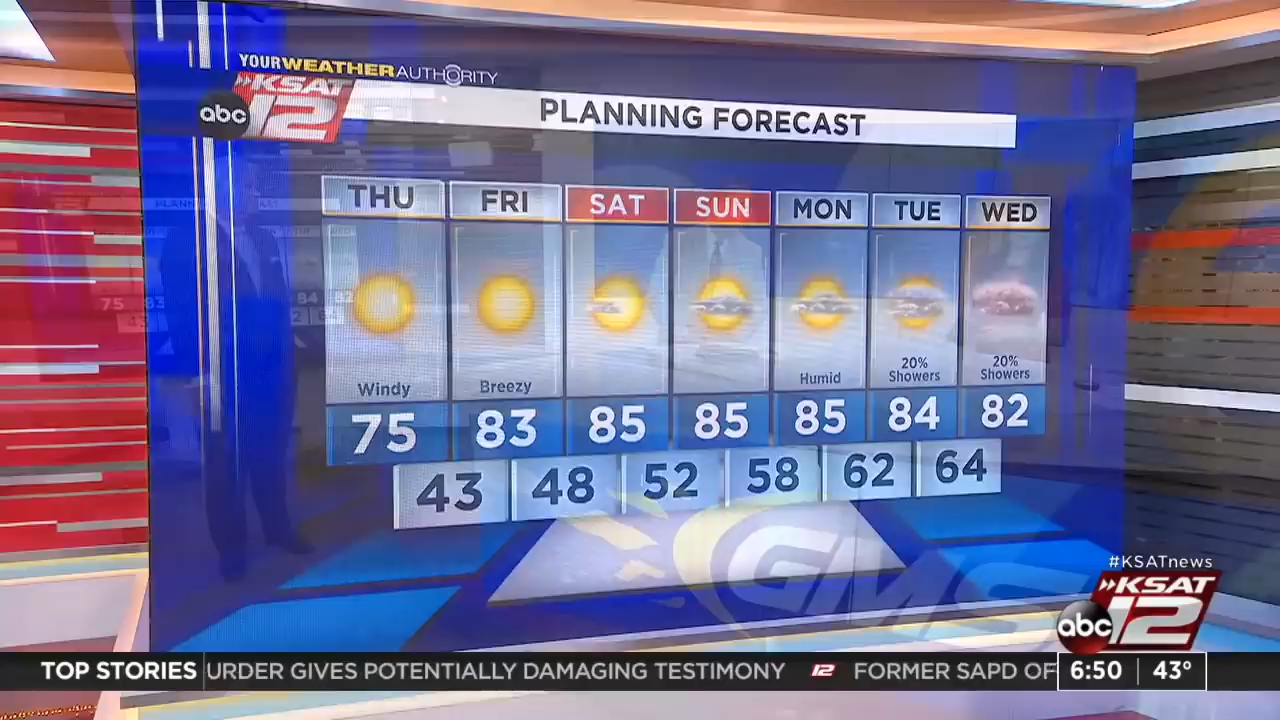 YOUR WEATHER AUTHORITY
abc KSAT 12
PLANNING FORECAST
THU FRI SAT SUN MON TUE WED
Windy Breezy Humid 20% Showers 20% Showers
75 83 85 85 85 84 82
43 48 52 58 62 64
GMS
#KSATnews
abc KSAT 12
TOP STORIES URDER GIVES POTENTIALLY DAMAGING TESTIMONY 12 FORMER SAPD OF 6:50 43°